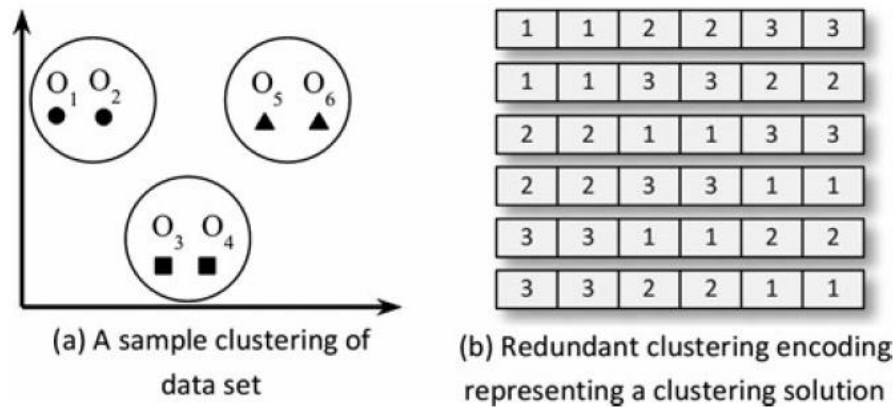 O1 O2
O5 O6
O3 O4
(a) A sample clustering of
data set
1 1 2 2 3 3
1 1 3 3 2 2
2 2 1 1 3 3
2 2 3 3 1 1
3 3 1 1 2 2
3 3 2 2 1 1
(b) Redundant clustering encoding
representing a clustering solution